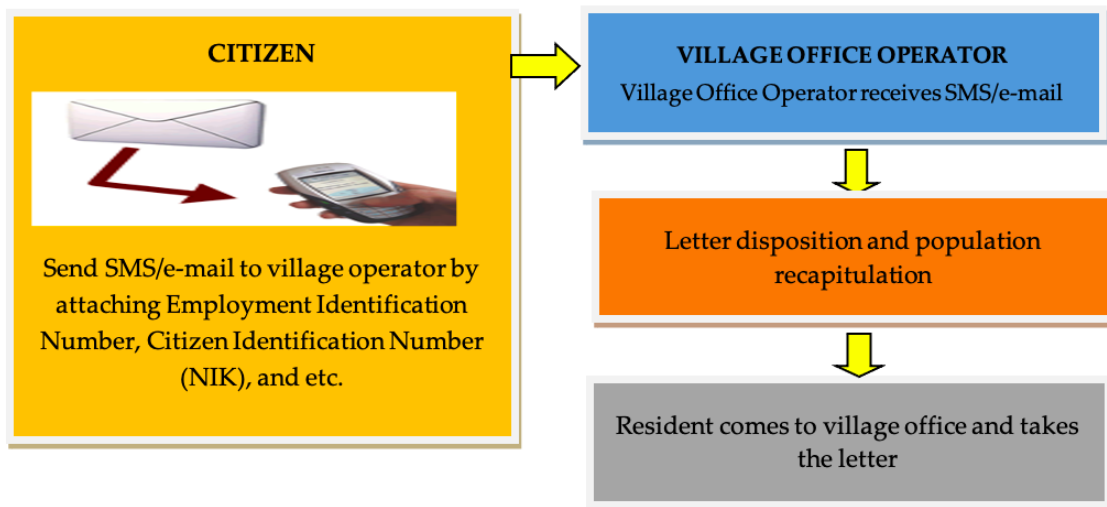 CITIZEN
Send SMS/e-mail to village operator by
attaching Employment Identification
Number, Citizen Identification Number
(NIK), and etc.
VILLAGE OFFICE OPERATOR
Village Office Operator receives SMS/e-mail
Letter disposition and population
recapitulation
Resident comes to village office and takes
the letter